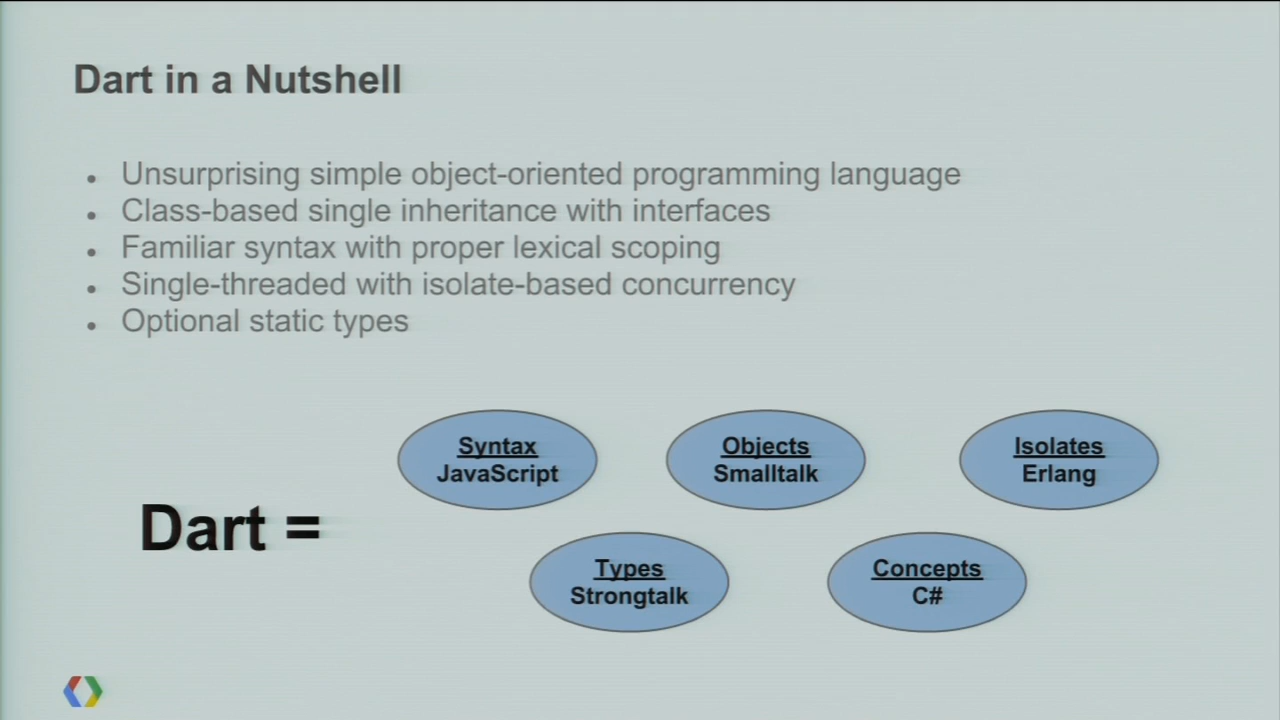 Dart in a Nutshell
• Unsurprising simple object-oriented programming language
• Class-based single inheritance with interfaces
• Familiar syntax with proper lexical scoping
• Single-threaded with isolate-based concurrency
• Optional static types
Syntax
JavaScript
Objects
Smalltalk
Isolates
Erlang
Dart =
Types
Strongtalk
Concepts
C#